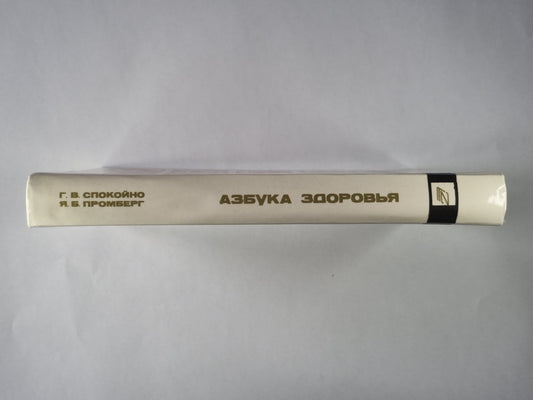 Г. В. СПОКОЙНО
Я. Б. ПРОМБЕРГ
АЗБУКА ЗДОРОВЬЯ